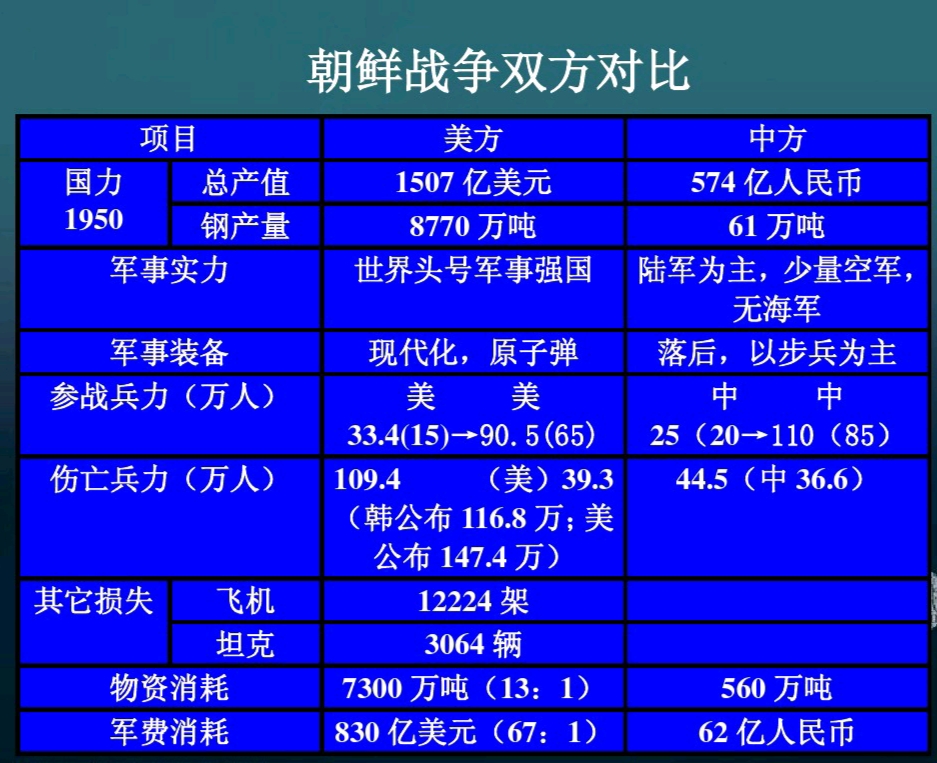 朝鲜战争双方对比
项目 美方 中方
国力 总产值 1507 亿美元 574 亿人民币
1950 钢产量 8770 万吨 61 万吨
军事实力 世界头号军事强国 陆军为主，少量空军，
无海军
军事装备 现代化，原子弹 落后，以步兵为主
参战兵力（万人） 美 美 中 中
33.4(15)→90.5(65) 25（20→110（85）
伤亡兵力（万人） 109.4 （美）39.3 44.5（中 36.6）
（韩公布 116.8 万；美
公布 147.4 万）
其它损失 飞机 12224 架
坦克 3064 辆
物资消耗 7300 万吨（13：1） 560 万吨
军费消耗 830 亿美元（67：1） 62 亿人民币